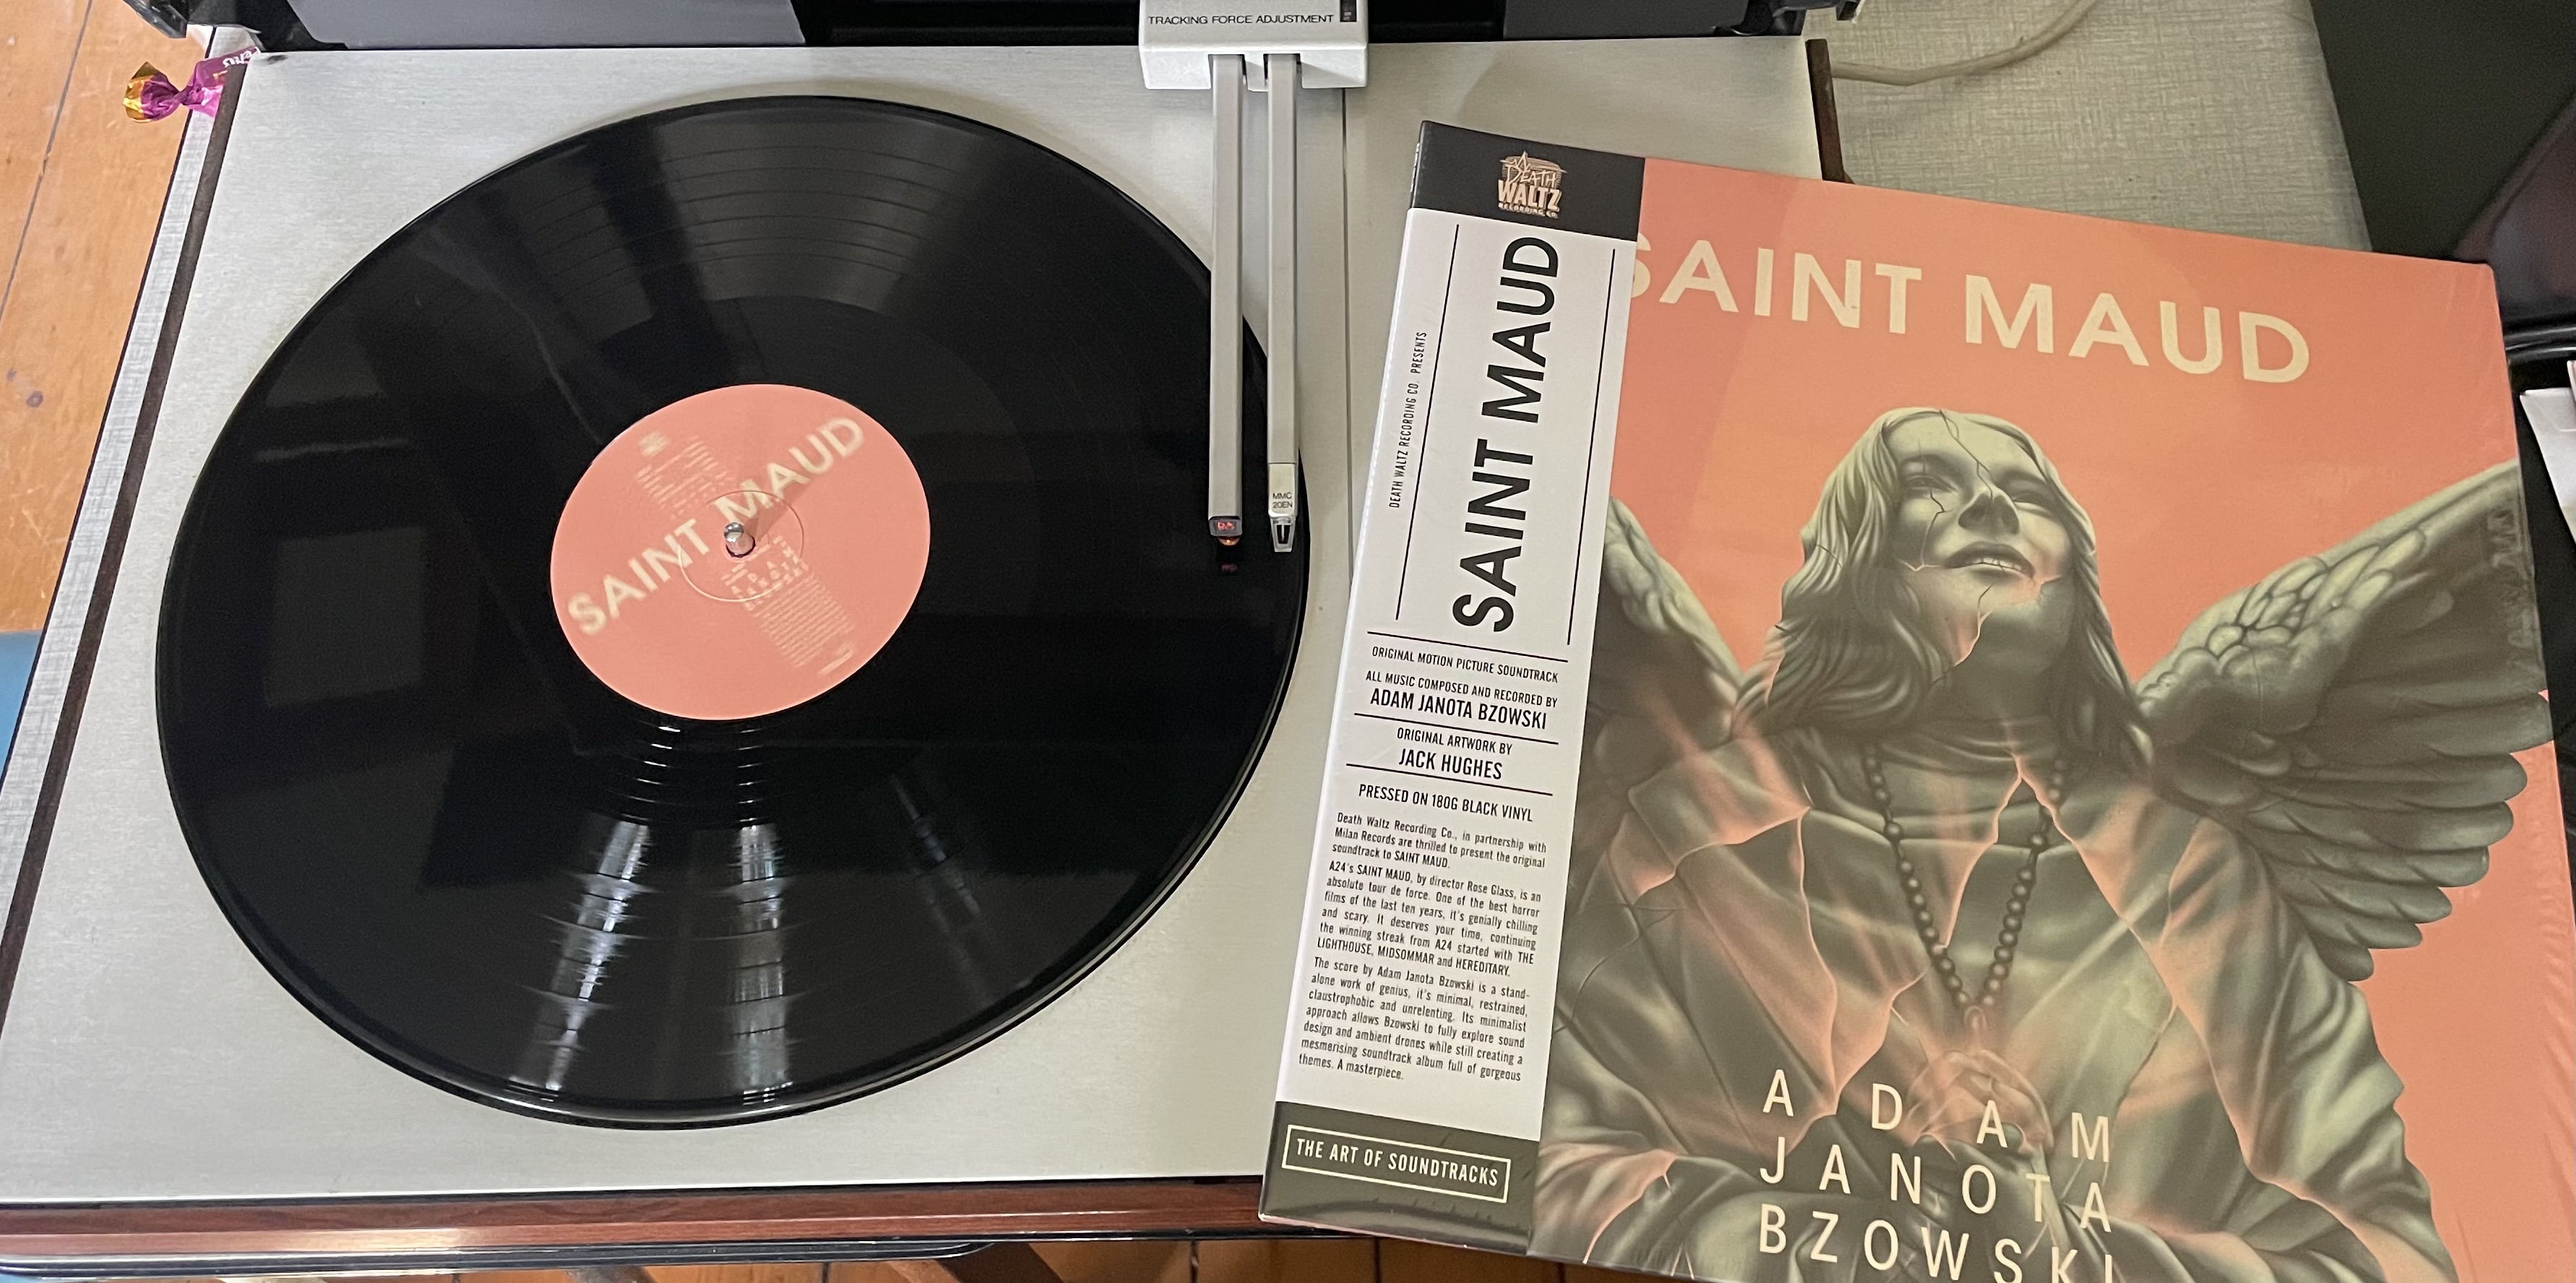 TRACKING FORCE ADJUSTMENT
MMC
20EN
SAINT MAUD
DEATH
WALTZ
RECORDING CO.
DEATH WALTZ RECORDING CO. PRESENTS
SAINT MAUD
ORIGINAL MOTION PICTURE SOUNDTRACK
ALL MUSIC COMPOSED AND RECORDED BY
ADAM JANOTA BZOWSKI
ORIGINAL ARTWORK BY
JACK HUGHES
PRESSED ON 180G BLACK VINYL
Death Waltz Recording Co., in partnership with
Milan Records are thrilled to present the original
soundtrack to SAINT MAUD.
A24's SAINT MAUD, by director Rose Glass, is an
absolute tour de force. One of the best horror
films of the last ten years, it's genially chilling
and scary. It deserves your time, continuing
the winning streak from A24 started with THE
LIGHTHOUSE, MIDSOMMAR and HEREDITARY.
The score by Adam Janota Bzowski is a stand-
alone work of genius, it's minimal, restrained,
claustrophobic and unrelenting. Its minimalist
approach allows Bzowski to fully explore sound
design and ambient drones while still creating a
mesmerising soundtrack album full of gorgeous
themes. A masterpiece.
THE ART OF SOUNDTRACKS
SAINT MAUD
ADAM
JANOTA
BZOWSKI